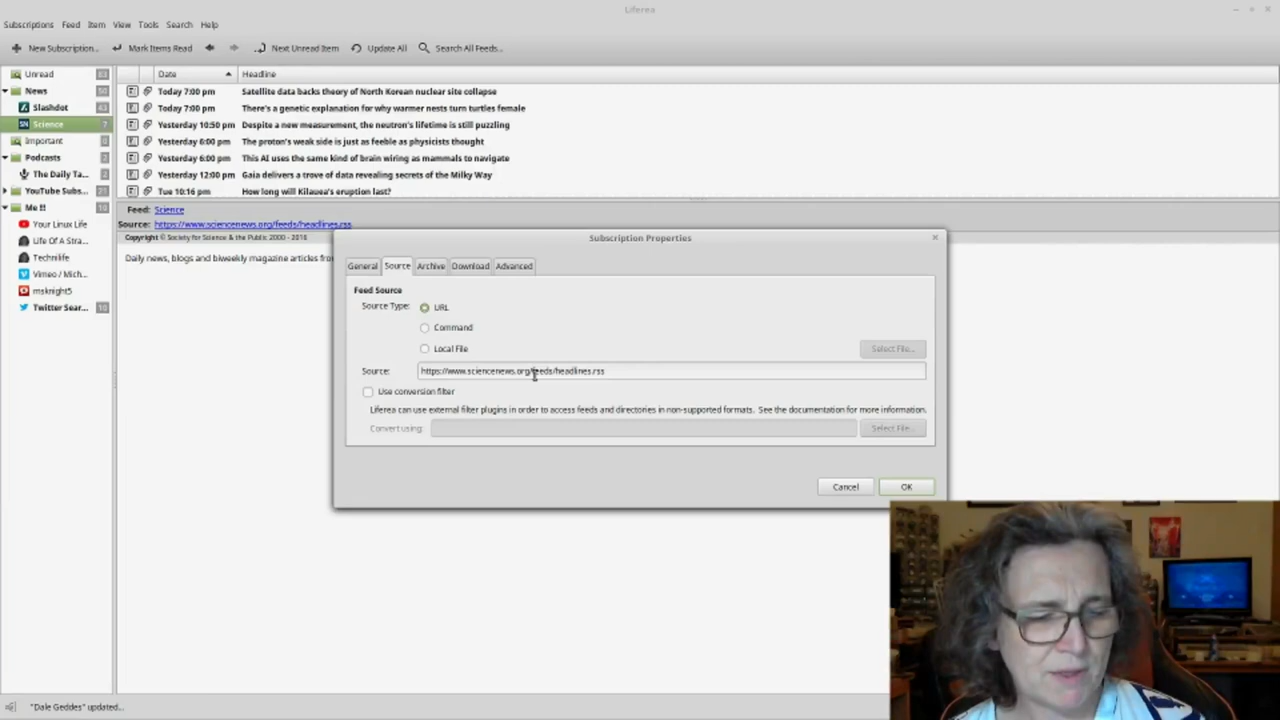 Liferea
Subscriptions Feed Item View Tools Search Help
New Subscription... Mark Items Read Next Unread Item Update All Search All Feeds...
Unread 83
News 50
Slashdot 43
Science 7
Important 0
Podcasts 2
The Daily Ta... 2
YouTube Subs... 21
Me !! 10
Your Linux Life
Life Of A Stra...
Technilife
Vimeo / Mich...
msknight5
Twitter Sear... 10
Date Headline
Today 7:00 pm Satellite data backs theory of North Korean nuclear site collapse
Today 7:00 pm There's a genetic explanation for why warmer nests turn turtles female
Yesterday 10:50 pm Despite a new measurement, the neutron's lifetime is still puzzling
Yesterday 6:00 pm The proton's weak side is just as feeble as physicists thought
Yesterday 6:00 pm This AI uses the same kind of brain wiring as mammals to navigate
Yesterday 12:00 pm Gaia delivers a trove of data revealing secrets of the Milky Way
Tue 10:16 pm How long will Kilauea's eruption last?
Feed: Science
Source: https://www.sciencenews.org/feeds/headlines.rss
Copyright © Society for Science & the Public 2000 - 2016
Daily news, blogs and biweekly magazine articles fro
Subscription Properties
General Source Archive Download Advanced
Feed Source
Source Type: URL
Command
Local File Select File...
Source: https://www.sciencenews.org/feeds/headlines.rss
Use conversion filter
Liferea can use external filter plugins in order to access feeds and directories in non-supported formats. See the documentation for more information.
Convert using: Select File...
Cancel OK
"Dale Geddes" updated...